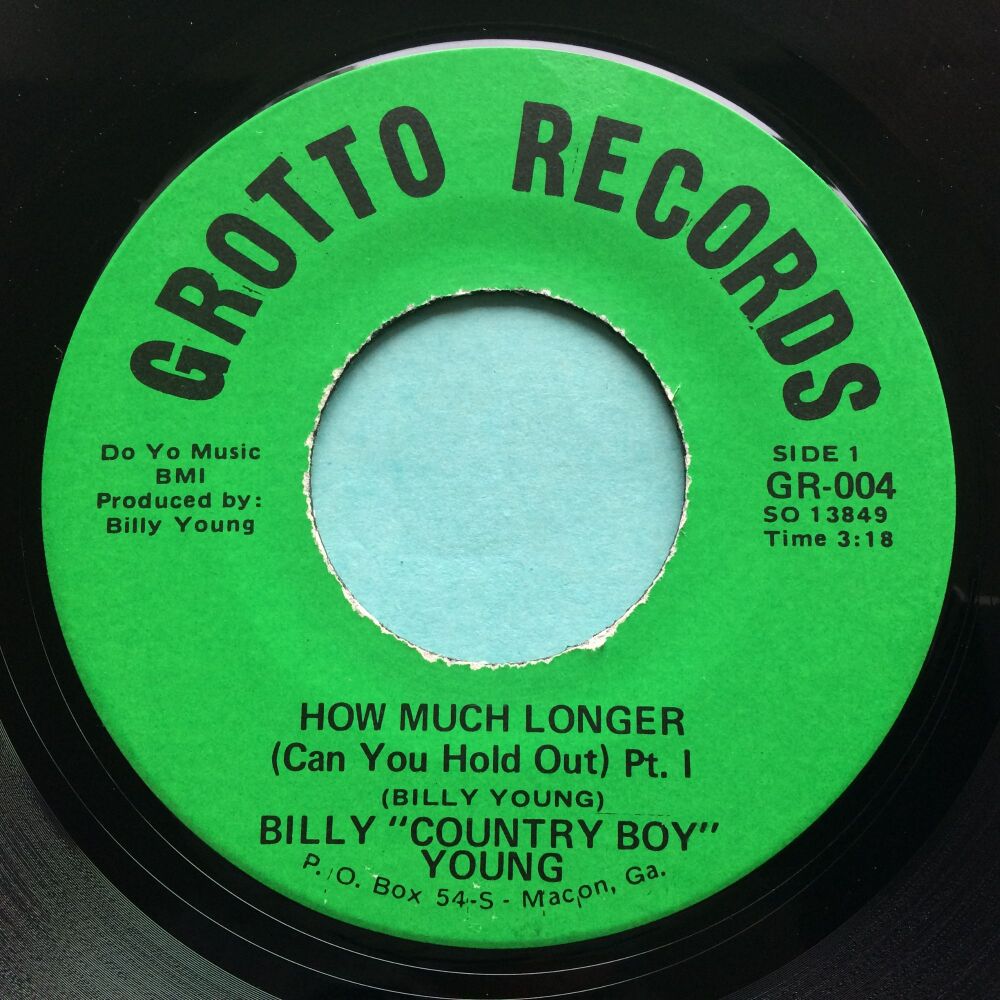 GROTTO RECORDS
Do Yo Music
BMI
Produced by:
Billy Young
SIDE 1
GR-004
SO 13849
Time 3:18
HOW MUCH LONGER
(Can You Hold Out) Pt. I
(BILLY YOUNG)
BILLY "COUNTRY BOY"
YOUNG
P. O. Box 54-S - Macon, Ga.